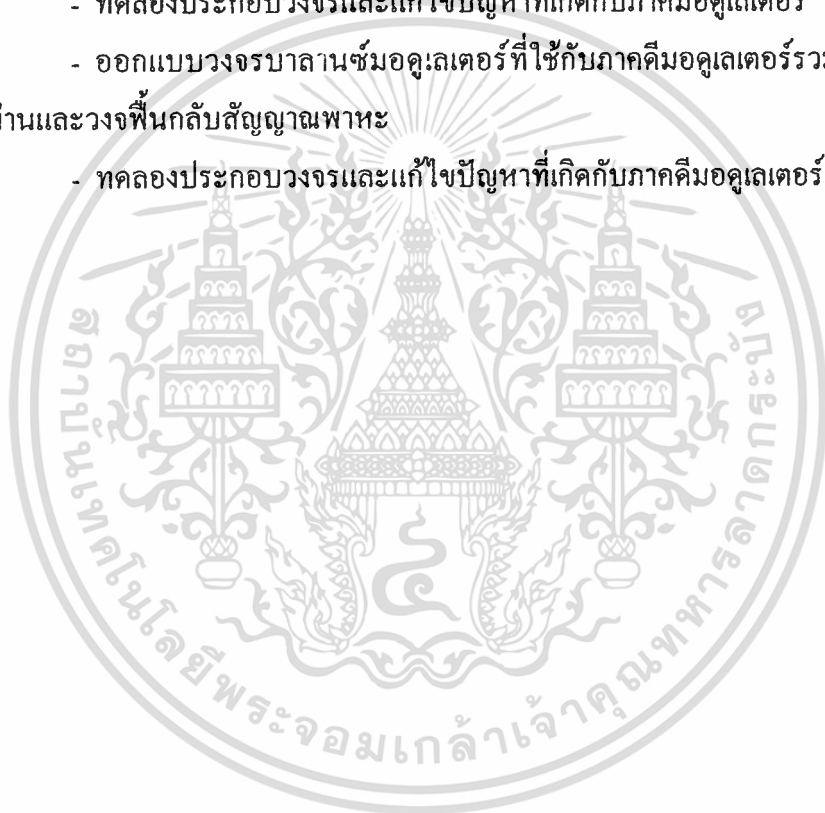 - ทดลองประกอบวงจรและแก้ไขปัญหาที่เกิดกับภาคมอดูเลเตอร์
- ออกแบบวงจรบาลานซ์มอดูเลเตอร์ที่ใช้กับภาคดีมอดูเลเตอร์รวม
านและวงจฟื้นกลับสัญญาณพาหะ
- ทดลองประกอบวงจรและแก้ไขปัญหาที่เกิดกับภาคดีมอดูเลเตอร์
สถาบันเทคโนโลยีพระจอมเกล้าเจ้าคุณทหารลาดกระบัง